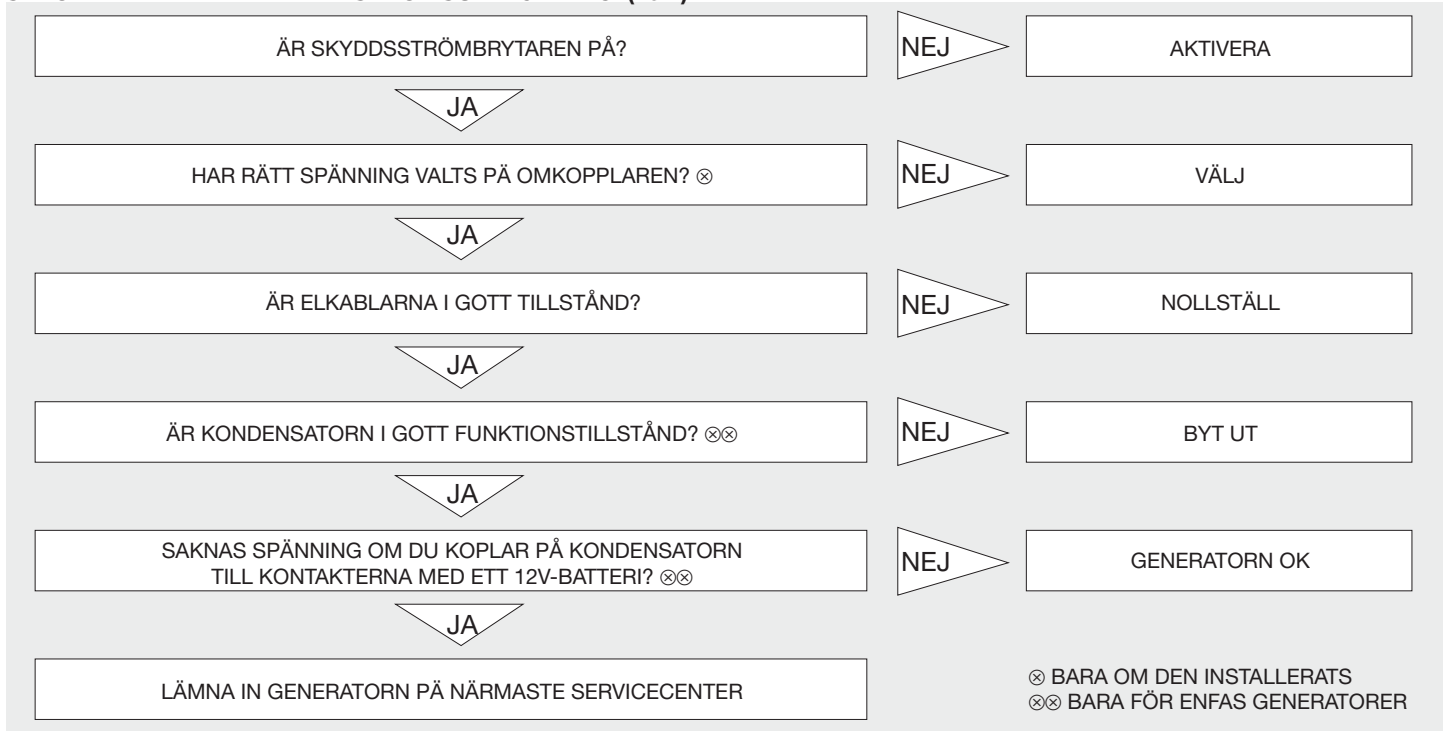 ÄR SKYDDSSTRÖMBRYTAREN PÅ?
NEJ
AKTIVERA
JA
HAR RÄTT SPÄNNING VALTS PÅ OMKOPPLAREN? ⊗
NEJ
VÄLJ
JA
ÄR ELKABLARNA I GOTT TILLSTÅND?
NEJ
NOLLSTÄLL
JA
ÄR KONDENSATORN I GOTT FUNKTIONSTILLSTÅND? ⊗⊗
NEJ
BYT UT
JA
SAKNAS SPÄNNING OM DU KOPLAR PÅ KONDENSATORN
TILL KONTAKTERNA MED ETT 12V-BATTERI? ⊗⊗
NEJ
GENERATORN OK
JA
LÄMNA IN GENERATORN PÅ NÄRMASTE SERVICECENTER
⊗ BARA OM DEN INSTALLERATS
⊗⊗ BARA FÖR ENFAS GENERATORER